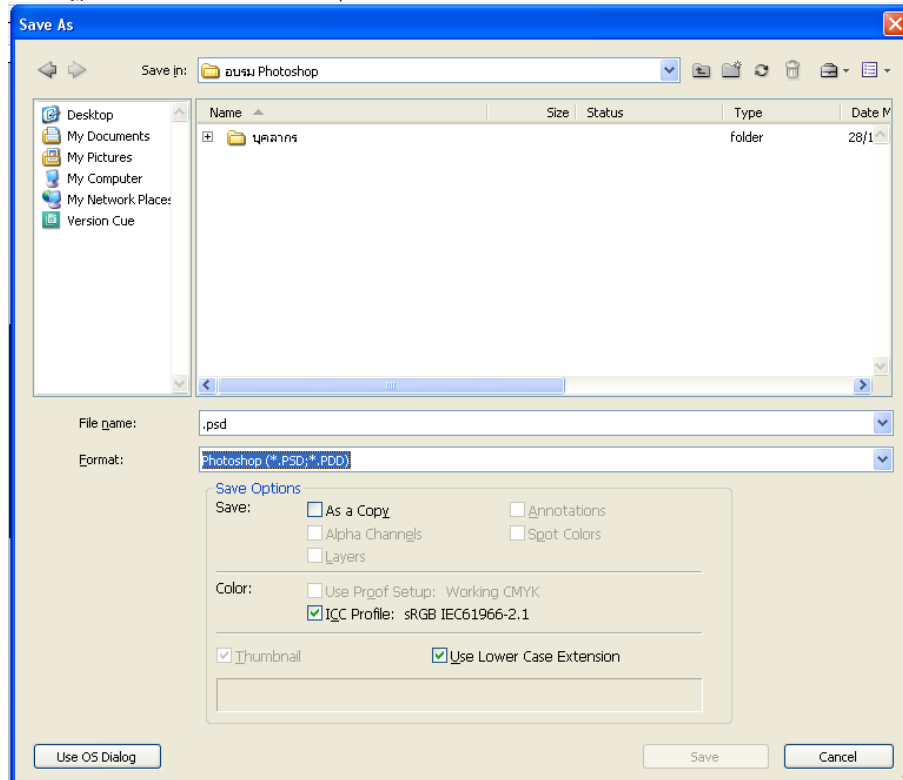 Save As
Save in: อบรม Photoshop
Desktop
My Documents
My Pictures
My Computer
My Network Places
Version Cue
Name Size Status Type Date M
บุคลากร folder 28/1
File name: .psd
Format: Photoshop (*.PSD;*.PDD)
Save Options
Save: As a Copy Annotations
Alpha Channels Spot Colors
Layers
Color: Use Proof Setup: Working CMYK
ICC Profile: sRGB IEC61966-2.1
Thumbnail Use Lower Case Extension
Use OS Dialog Save Cancel